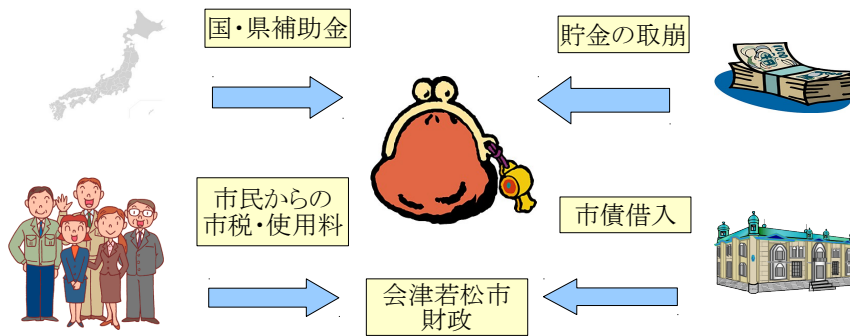 国・県補助金
貯金の取崩
市民からの
市税・使用料
市債借入
会津若松市
財政